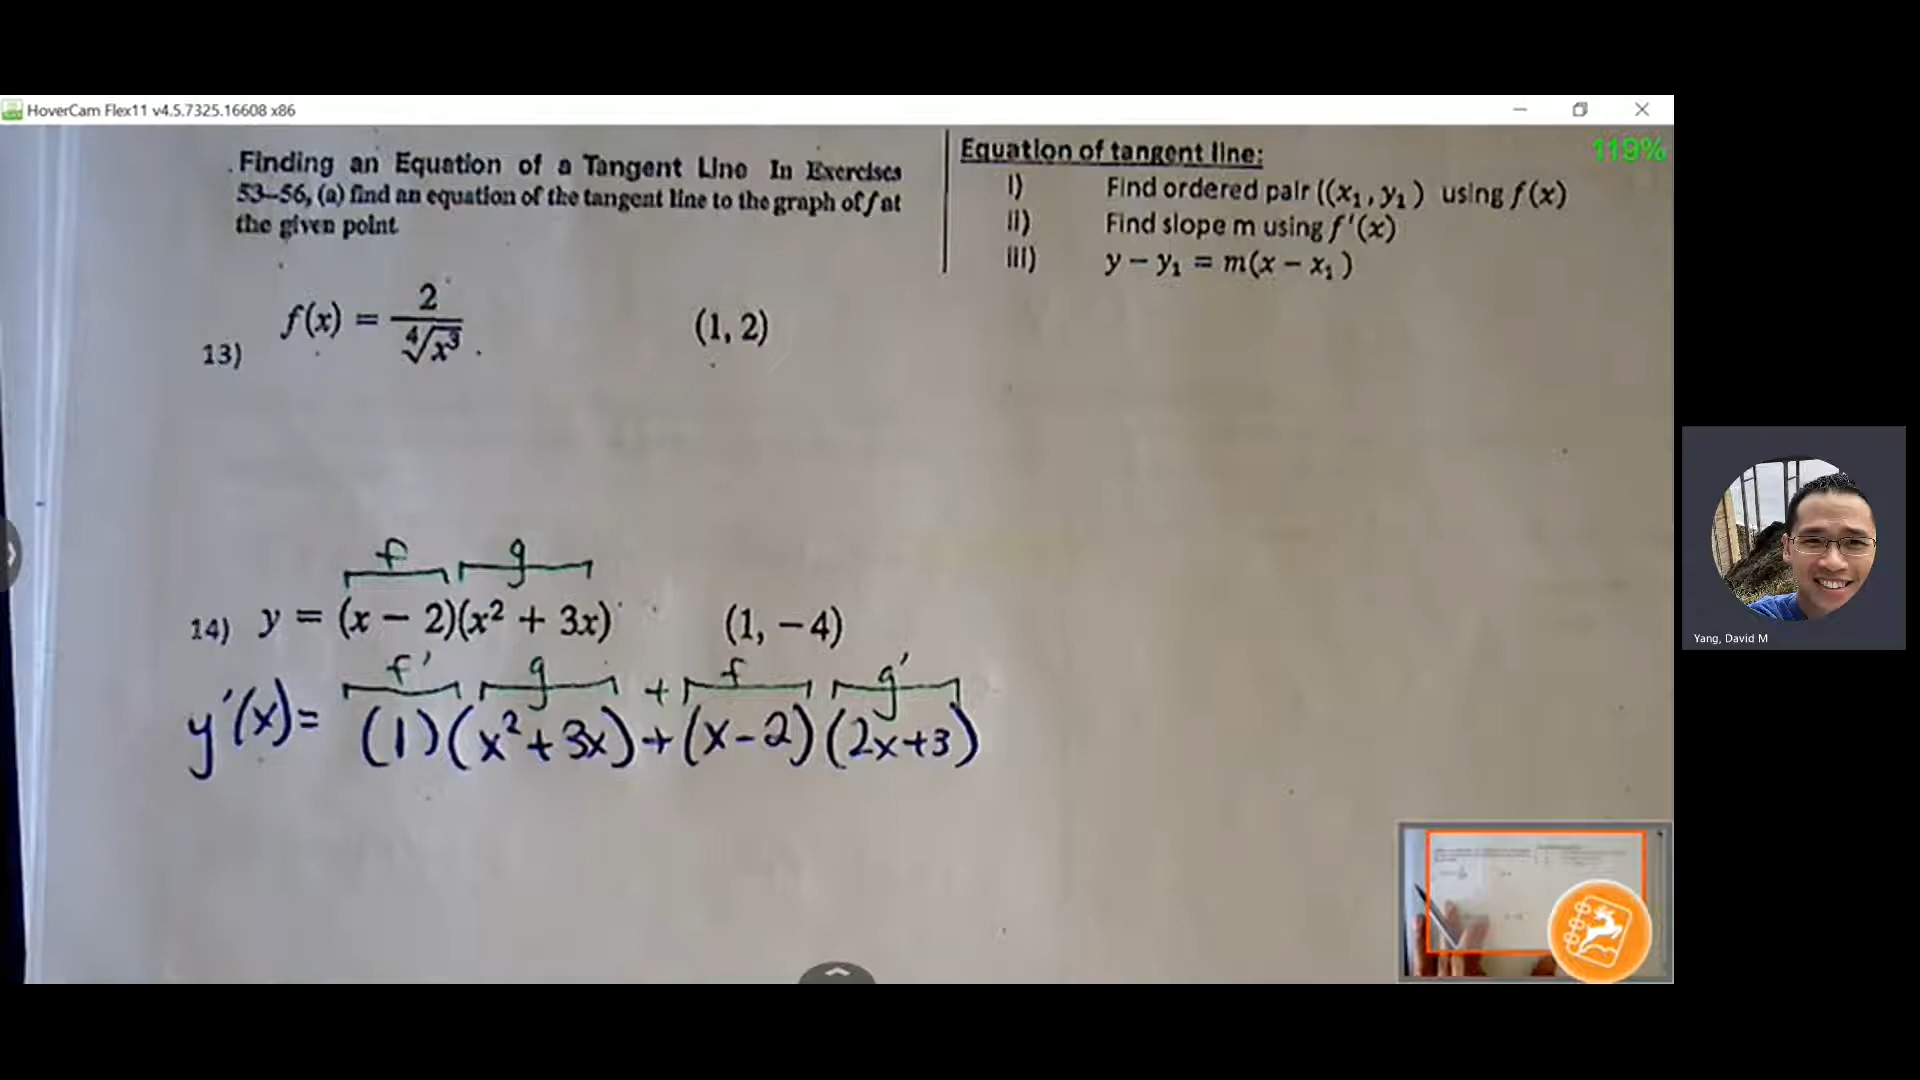 HoverCam Flex11 v4.5.7325.16608 x86
119%
Finding an Equation of a Tangent Line In Exercises
53–56, (a) find an equation of the tangent line to the graph of f at
the given point
Equation of tangent line:
i) Find ordered pair ((x₁, y₁) using f(x)
ii) Find slope m using f'(x)
iii) y − y₁ = m(x − x₁)
13) f(x) = 2/∜x³ (1, 2)
f g
14) y = (x − 2)(x² + 3x) (1, −4)
f' g + f g'
y'(x)= (1)(x²+3x)+(x-2)(2x+3)
Yang, David M